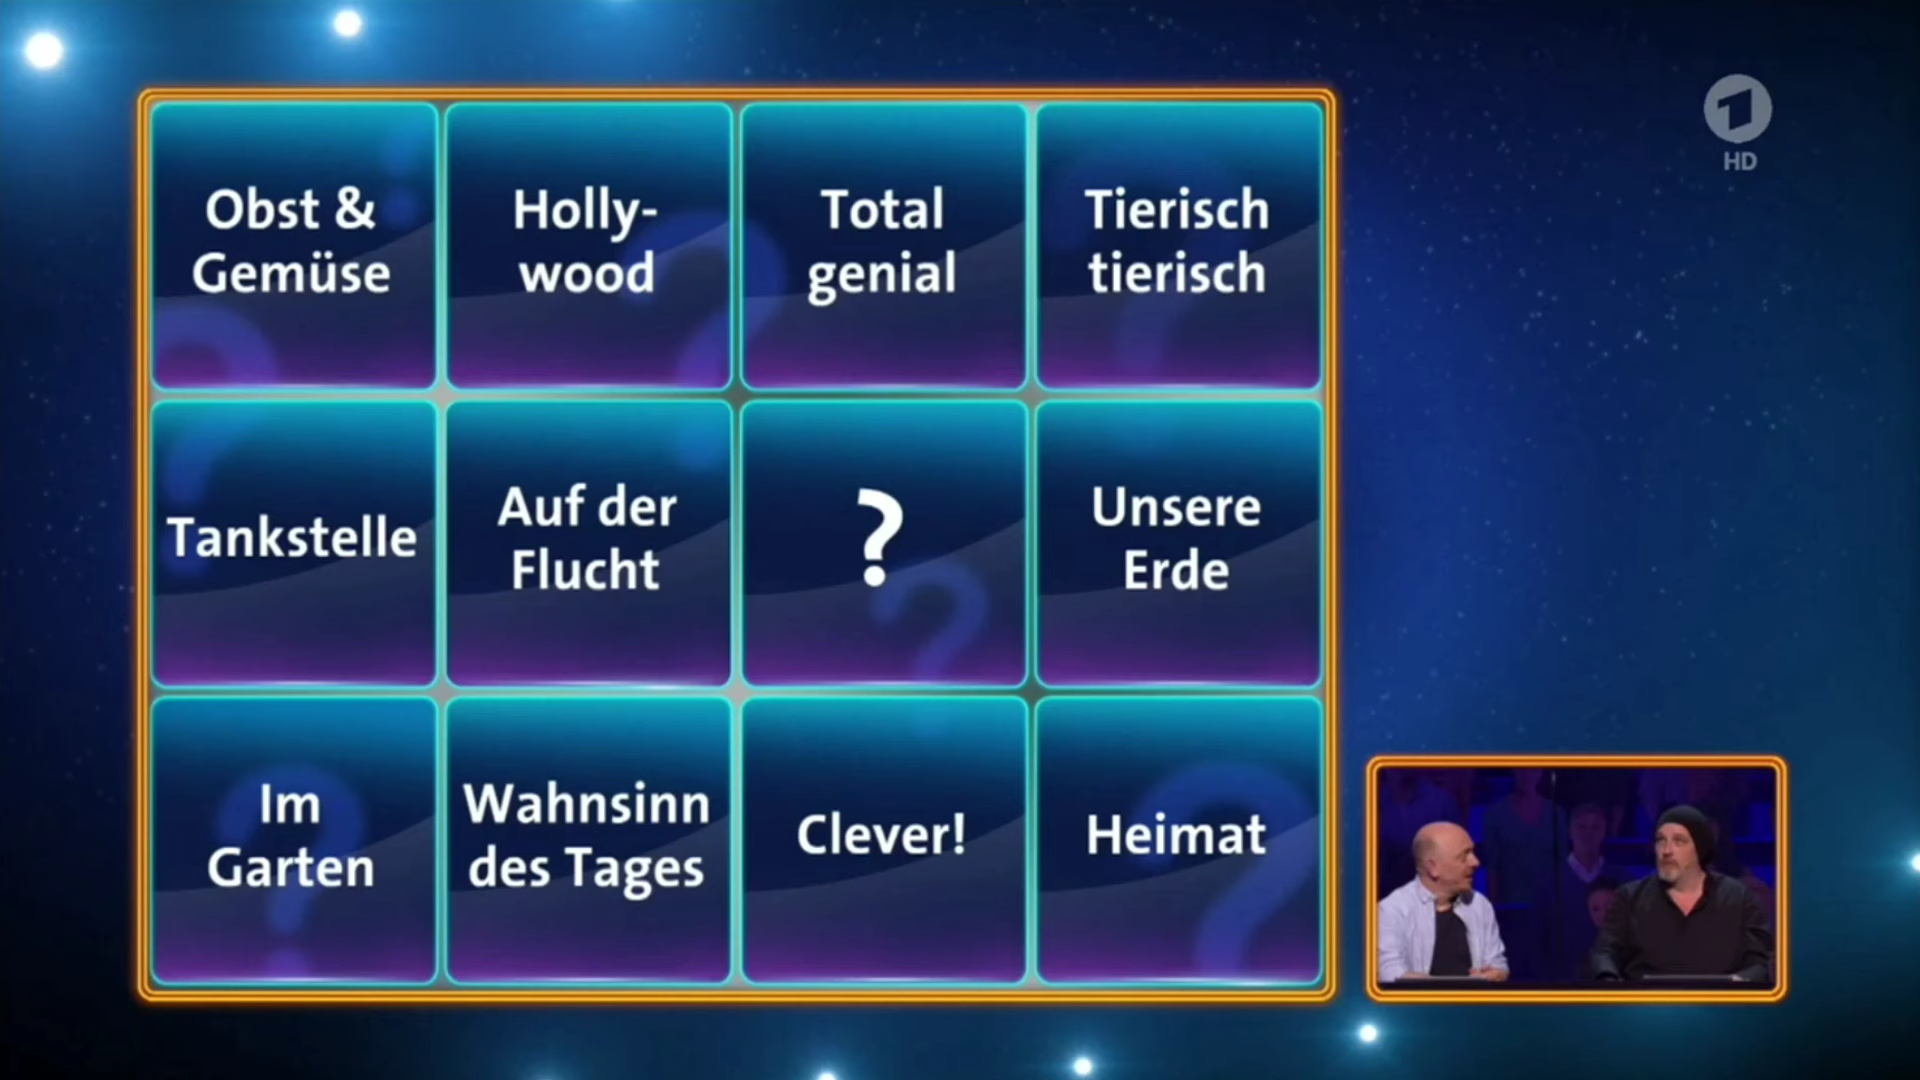 Obst &
Gemüse
Holly-
wood
Total
genial
Tierisch
tierisch
Tankstelle
Auf der
Flucht
?
Unsere
Erde
Im
Garten
Wahnsinn
des Tages
Clever!
Heimat
1
HD